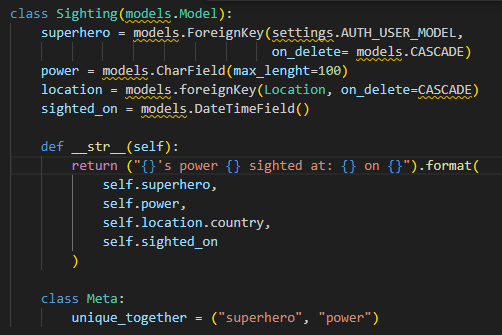 class Sighting(models.Model):
    superhero = models.ForeignKey(settings.AUTH_USER_MODEL,
                                  on_delete= models.CASCADE)
    power = models.CharField(max_lenght=100)
    location = models.foreignKey(Location, on_delete=CASCADE)
    sighted_on = models.DateTimeField()

    def __str__(self):
        return ("{}'s power {} sighted at: {} on {}").format(
            self.superhero,
            self.power,
            self.location.country,
            self.sighted_on
        )

    class Meta:
        unique_together = ("superhero", "power")